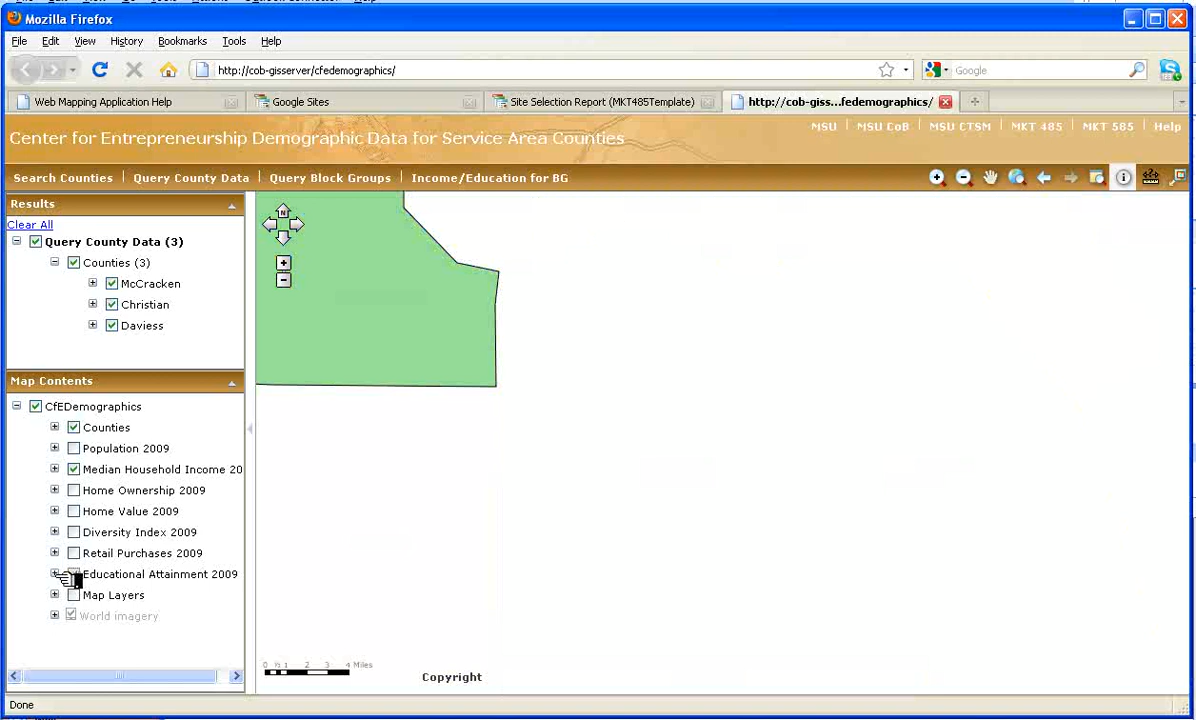 Mozilla Firefox
File Edit View History Bookmarks Tools Help
http://cob-gisserver/cfedemographics/
Google
Web Mapping Application Help
Google Sites
Site Selection Report (MKT485Template)
http://cob-giss...femographics/
Center for Entrepreneurship Demographic Data for Service Area Counties
MSU MSU CoB MSU CTSM MKT 485 MKT 585 Help
Search Counties Query County Data Query Block Groups Income/Education for BG
Results
Clear All
Query County Data (3)
Counties (3)
McCracken
Christian
Daviess
Map Contents
CfEDemographics
Counties
Population 2009
Median Household Income 20
Home Ownership 2009
Home Value 2009
Diversity Index 2009
Retail Purchases 2009
Educational Attainment 2009
Map Layers
World imagery
N
0 ½ 1 2 3 4 Miles
Copyright
Done